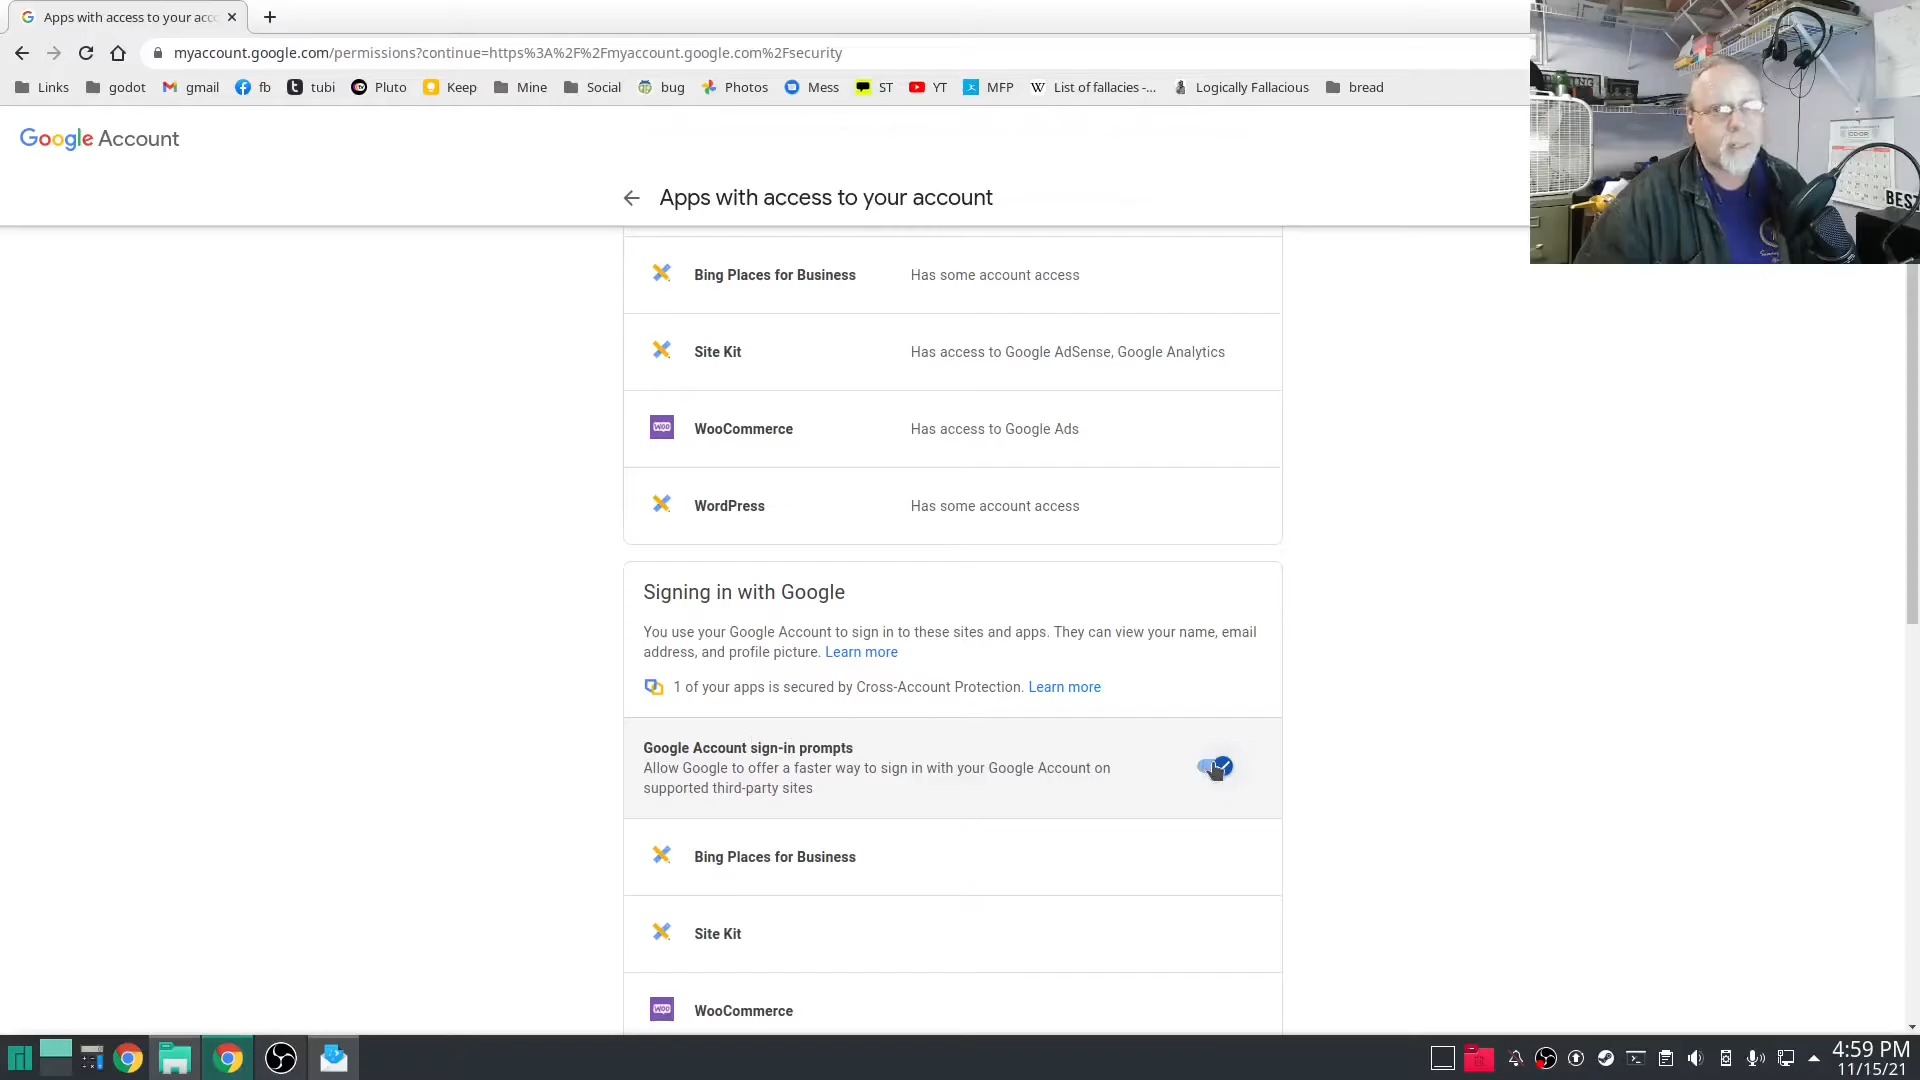 Apps with access to your acc
myaccount.google.com/permissions?continue=https%3A%2F%2Fmyaccount.google.com%2Fsecurity
Links godot gmail fb tubi Pluto Keep Mine Social bug Photos Mess ST YT MFP List of fallacies -... Logically Fallacious bread
Google Account
Apps with access to your account
Bing Places for Business Has some account access
Site Kit Has access to Google AdSense, Google Analytics
WOO
WooCommerce Has access to Google Ads
WordPress Has some account access
Signing in with Google
You use your Google Account to sign in to these sites and apps. They can view your name, email
address, and profile picture. Learn more
1 of your apps is secured by Cross-Account Protection. Learn more
Google Account sign-in prompts
Allow Google to offer a faster way to sign in with your Google Account on
supported third-party sites
Bing Places for Business
Site Kit
WOO
WooCommerce
BEST
4:59 PM
11/15/21